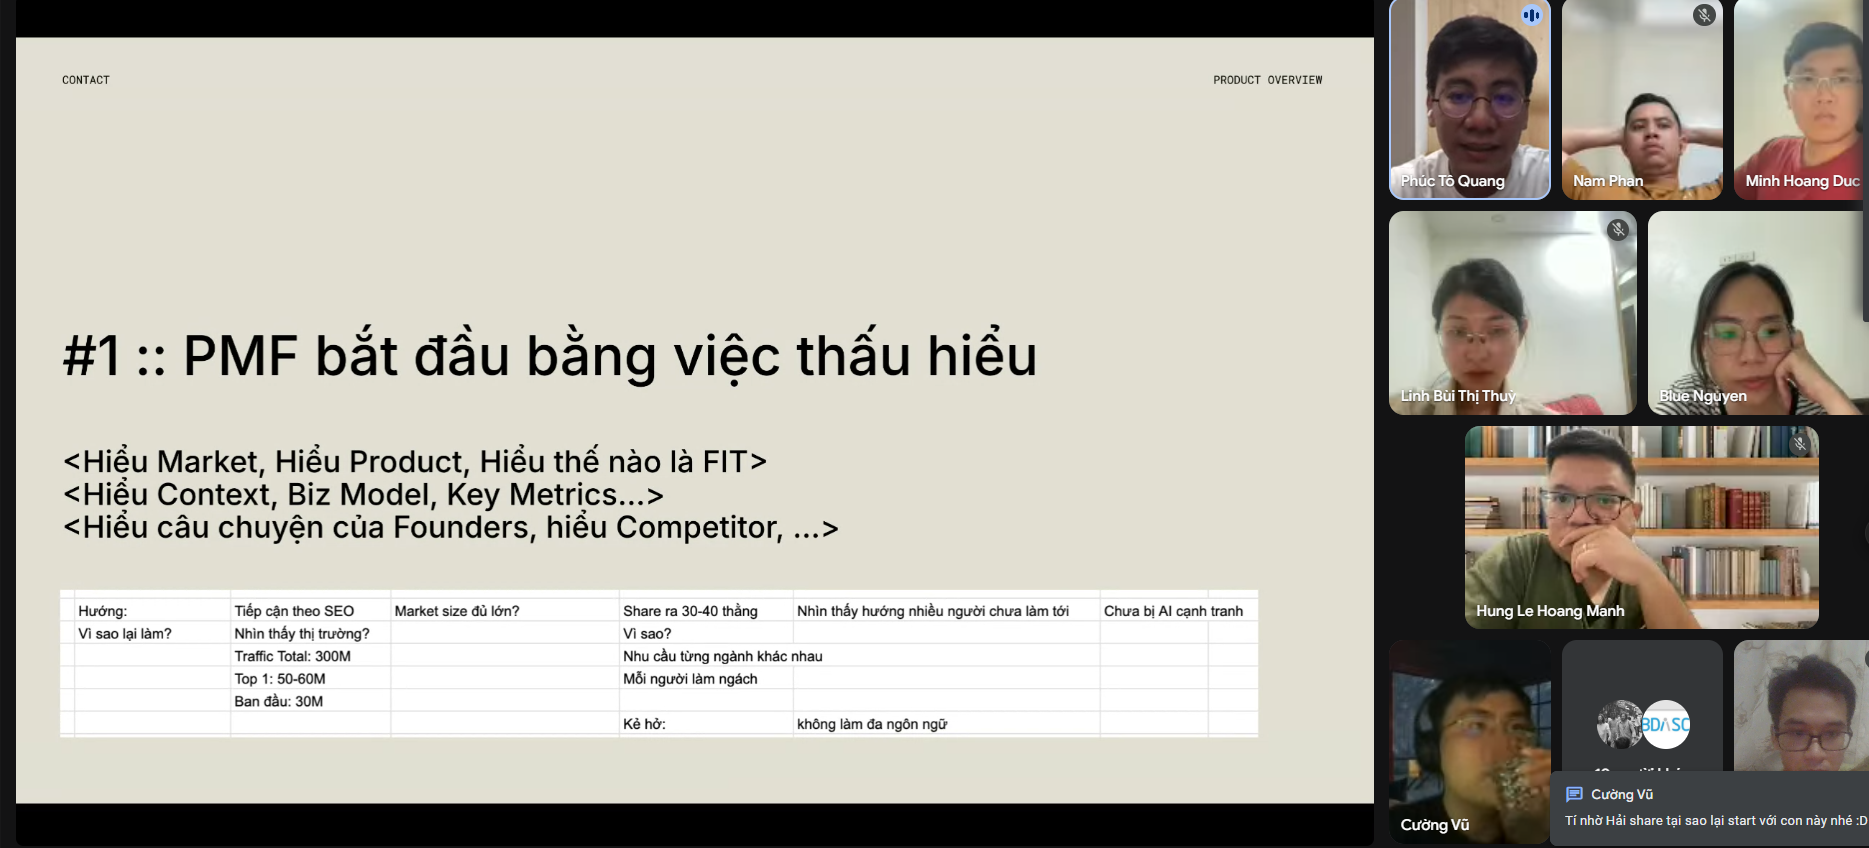 CONTACT
PRODUCT OVERVIEW
#1 :: PMF bắt đầu bằng việc thấu hiểu
<Hiểu Market, Hiểu Product, Hiểu thế nào là FIT>
<Hiểu Context, Biz Model, Key Metrics...>
<Hiểu câu chuyện của Founders, hiểu Competitor, ...>
Hướng: Tiếp cận theo SEO Market size đủ lớn? Share ra 30-40 thằng Nhìn thấy hướng nhiều người chưa làm tới Chưa bị AI cạnh tranh
Vì sao lại làm? Nhìn thấy thị trường? Vì sao?
Traffic Total: 300M Nhu cầu từng ngành khác nhau
Top 1: 50-60M Mỗi người làm ngách
Ban đầu: 30M
Kẻ hở: không làm đa ngôn ngữ
Phúc Tô Quang
Nam Phan
Minh Hoang Duc
Linh Bùi Thị Thuỳ
Blue Nguyen
Hung Le Hoang Manh
Cường Vũ
BDASC
Cường Vũ
Tí nhờ Hải share tại sao lại start với con này nhé :D